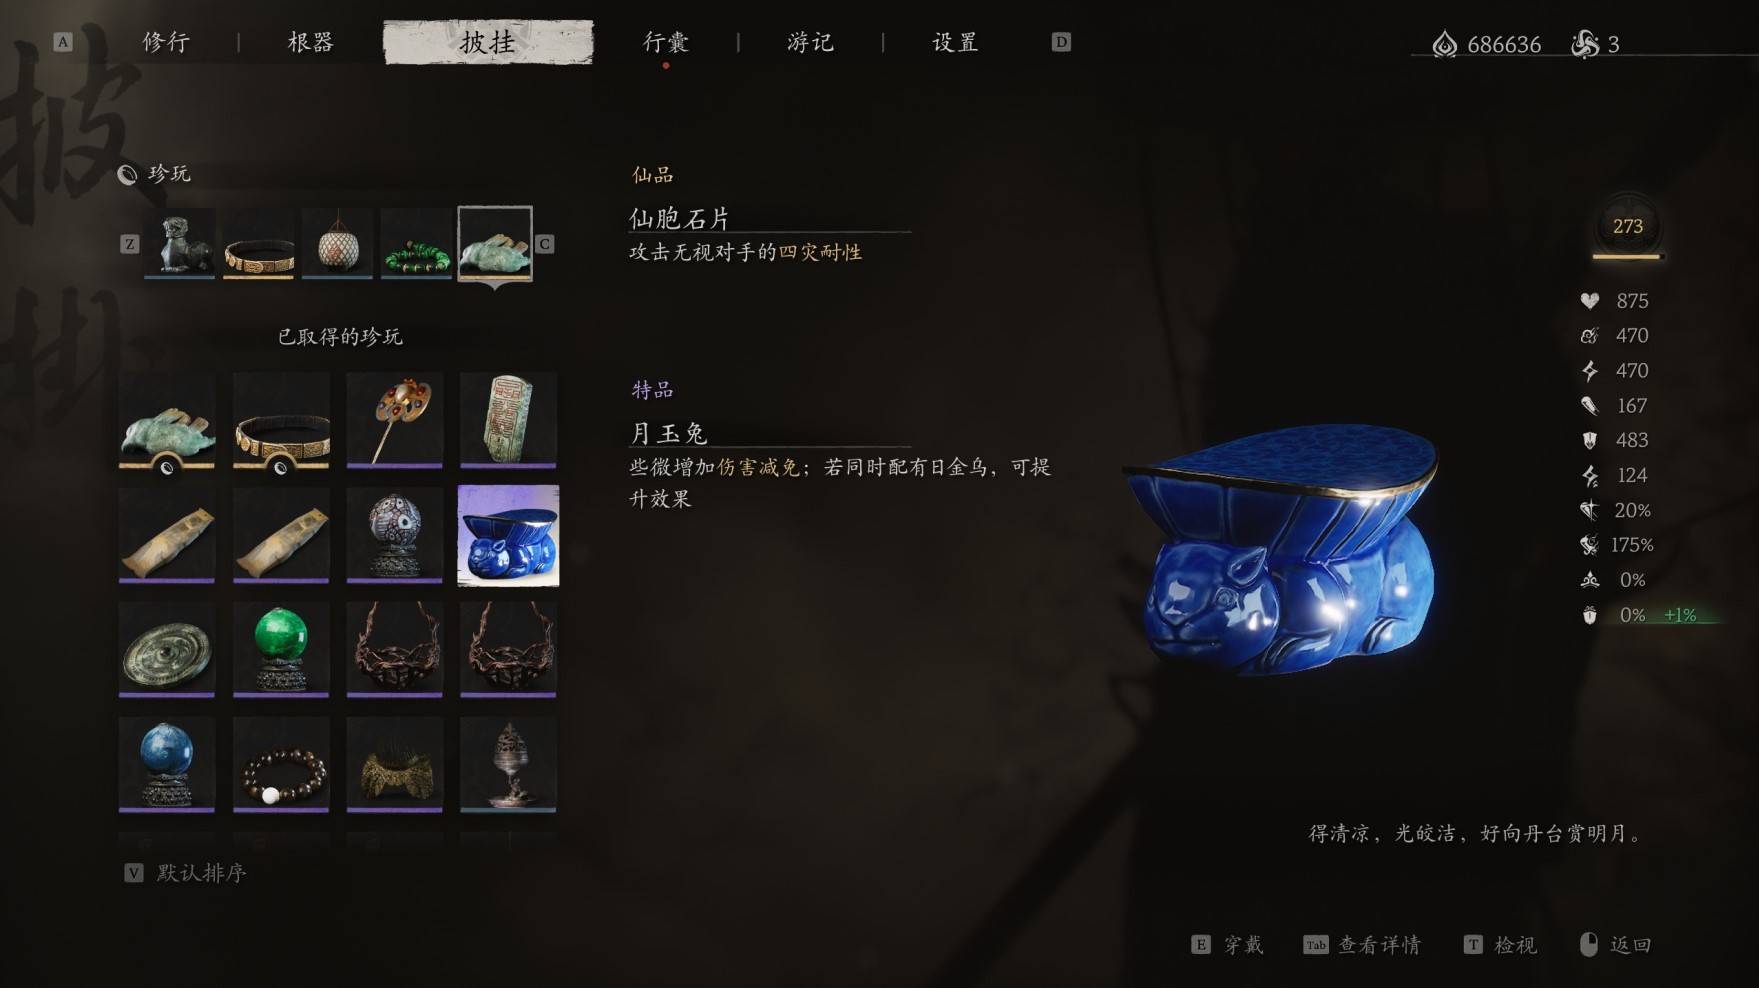 A 修行 根器 披挂 行囊 游记 设置 D 686636 3
披挂
珍玩
Z C
已取得的珍玩
V 默认排序
仙品
仙胞石片
攻击无视对手的四灾耐性
特品
月玉兔
些微增加伤害减免；若同时配有日金乌，可提
升效果
273
875
470
470
167
483
124
20%
175%
0%
0% +1%
得清凉，光皎洁，好向丹台赏明月。
E 穿戴 Tab 查看详情 T 检视 返回